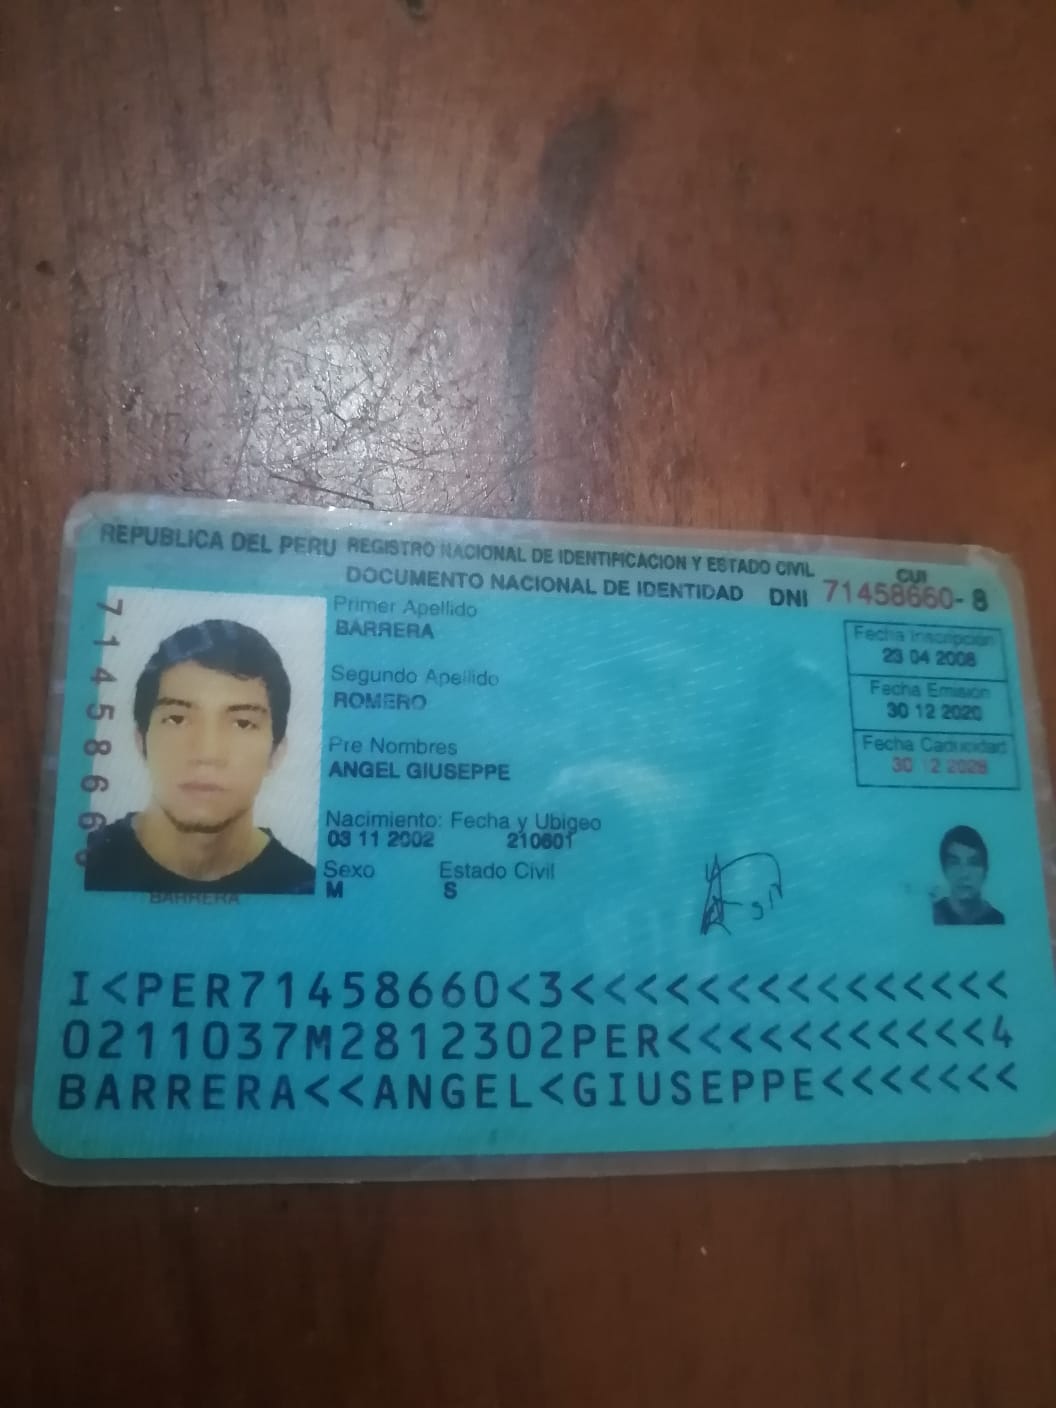 REPUBLICA DEL PERU REGISTRO NACIONAL DE IDENTIFICACION Y ESTADO CIVIL
DOCUMENTO NACIONAL DE IDENTIDAD DNI 71458660-8
CUI
7145866
Primer Apellido
BARRERA
Segundo Apellido
ROMERO
Pre Nombres
ANGEL GIUSEPPE
Nacimiento: Fecha y Ubigeo
03 11 2002 210601
Sexo Estado Civil
M S
Fecha Inscripción
23 04 2008
Fecha Emisión
30 12 2020
Fecha Caducidad
30 12 2028
BARRERA
I<PER71458660<3<<<<<<<<<<<<<<<
0211037M2812302PER<<<<<<<<<<<4
BARRERA<<ANGEL<GIUSEPPE<<<<<<<